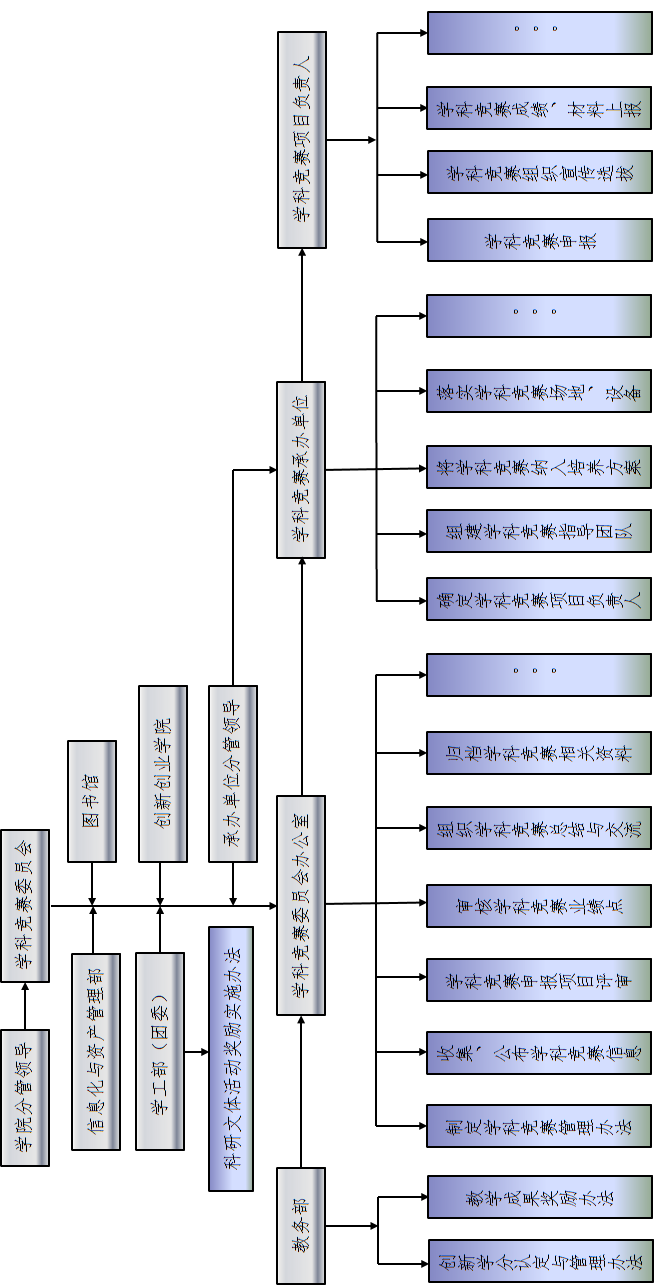 学院分管领导
学科竞赛委员会
信息化与资产管理部
图书馆
学工部（团委）
创新创业学院
科研文体活动奖励实施办法
承办单位分管领导
教务部
学科竞赛委员会办公室
学科竞赛承办单位
学科竞赛项目负责人
创新学分认定与管理办法
教学成果奖励办法
制定学科竞赛管理办法
收集、公布学科竞赛信息
学科竞赛申报项目评审
审核学科竞赛业绩点
组织学科竞赛总结与交流
归档学科竞赛相关资料
。。。
确定学科竞赛项目负责人
组建学科竞赛指导团队
将学科竞赛纳入培养方案
落实学科竞赛场地、设备
。。。
学科竞赛申报
学科竞赛组织宣传选拔
学科竞赛成绩、材料上报
。。。